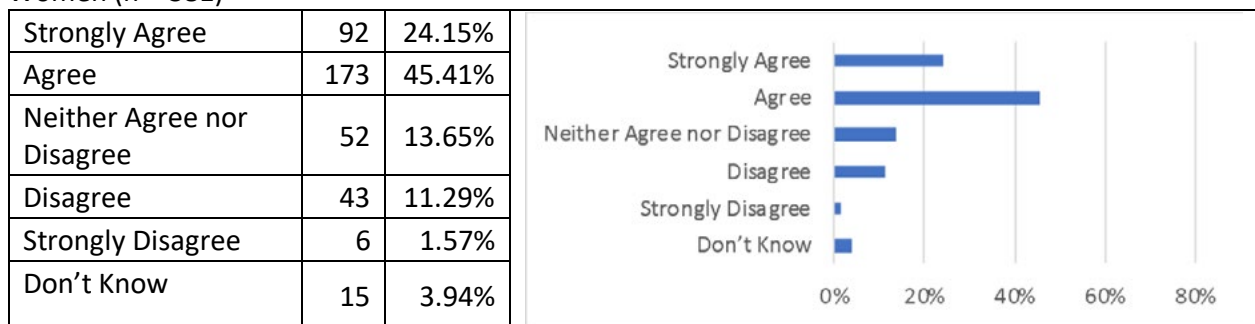 Strongly Agree 92 24.15%
Agree 173 45.41%
Neither Agree nor
Disagree 52 13.65%
Disagree 43 11.29%
Strongly Disagree 6 1.57%
Don't Know 15 3.94%
Strongly Agree
Agree
Neither Agree nor Disagree
Disagree
Strongly Disagree
Don't Know
0% 20% 40% 60% 80%